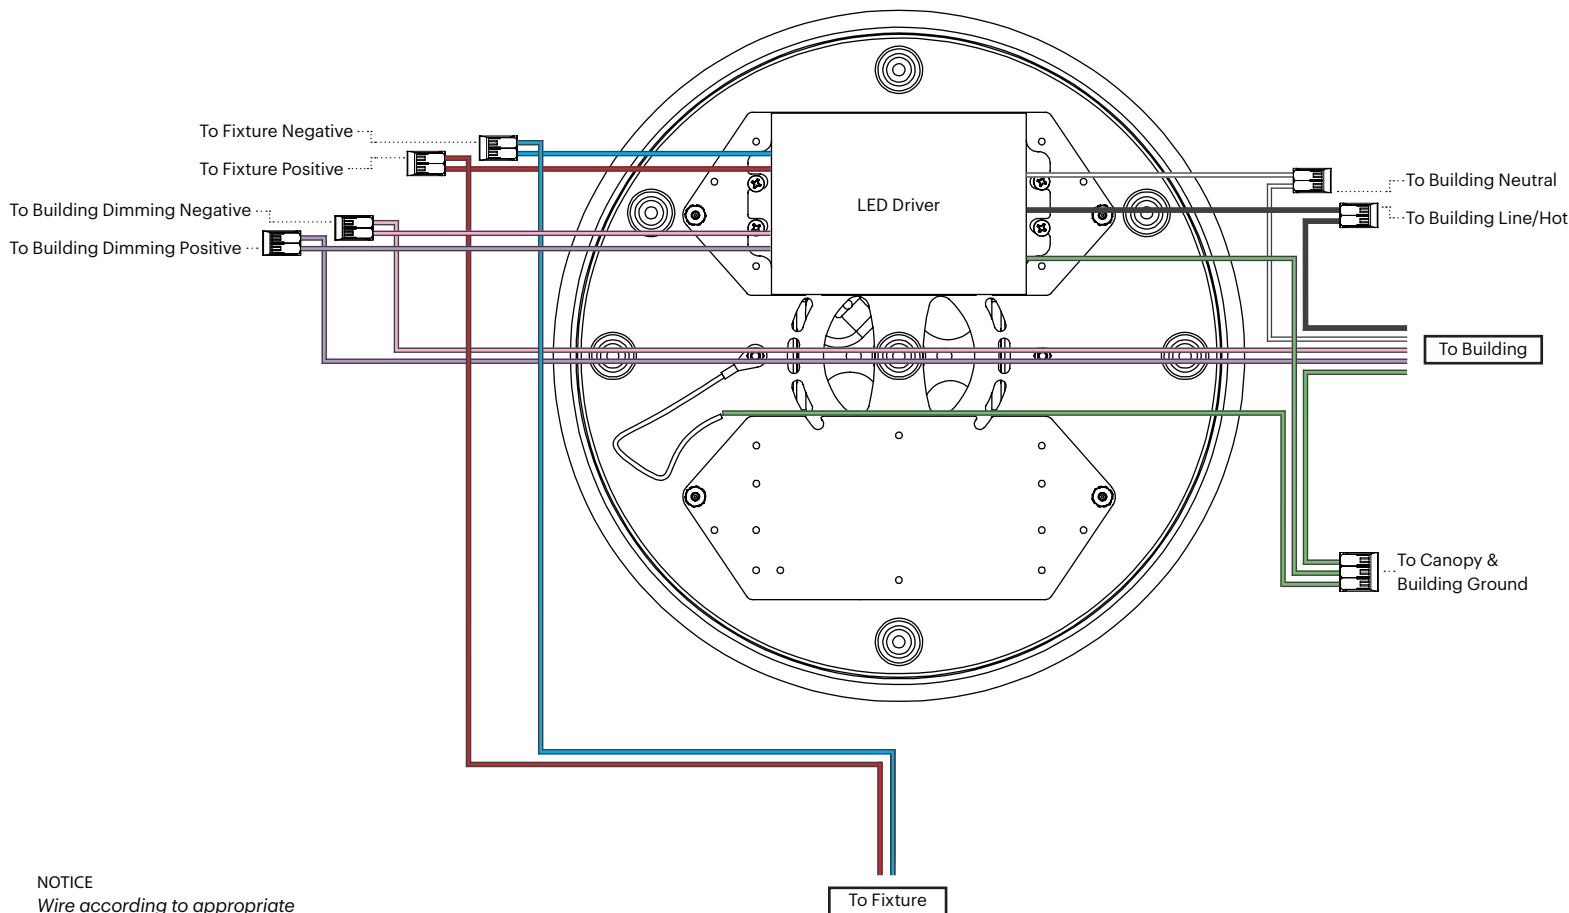 To Fixture Negative
To Fixture Positive
To Building Dimming Negative
To Building Dimming Positive
LED Driver
To Building Neutral
To Building Line/Hot
To Building
To Canopy &
Building Ground
NOTICE
Wire according to appropriate
To Fixture